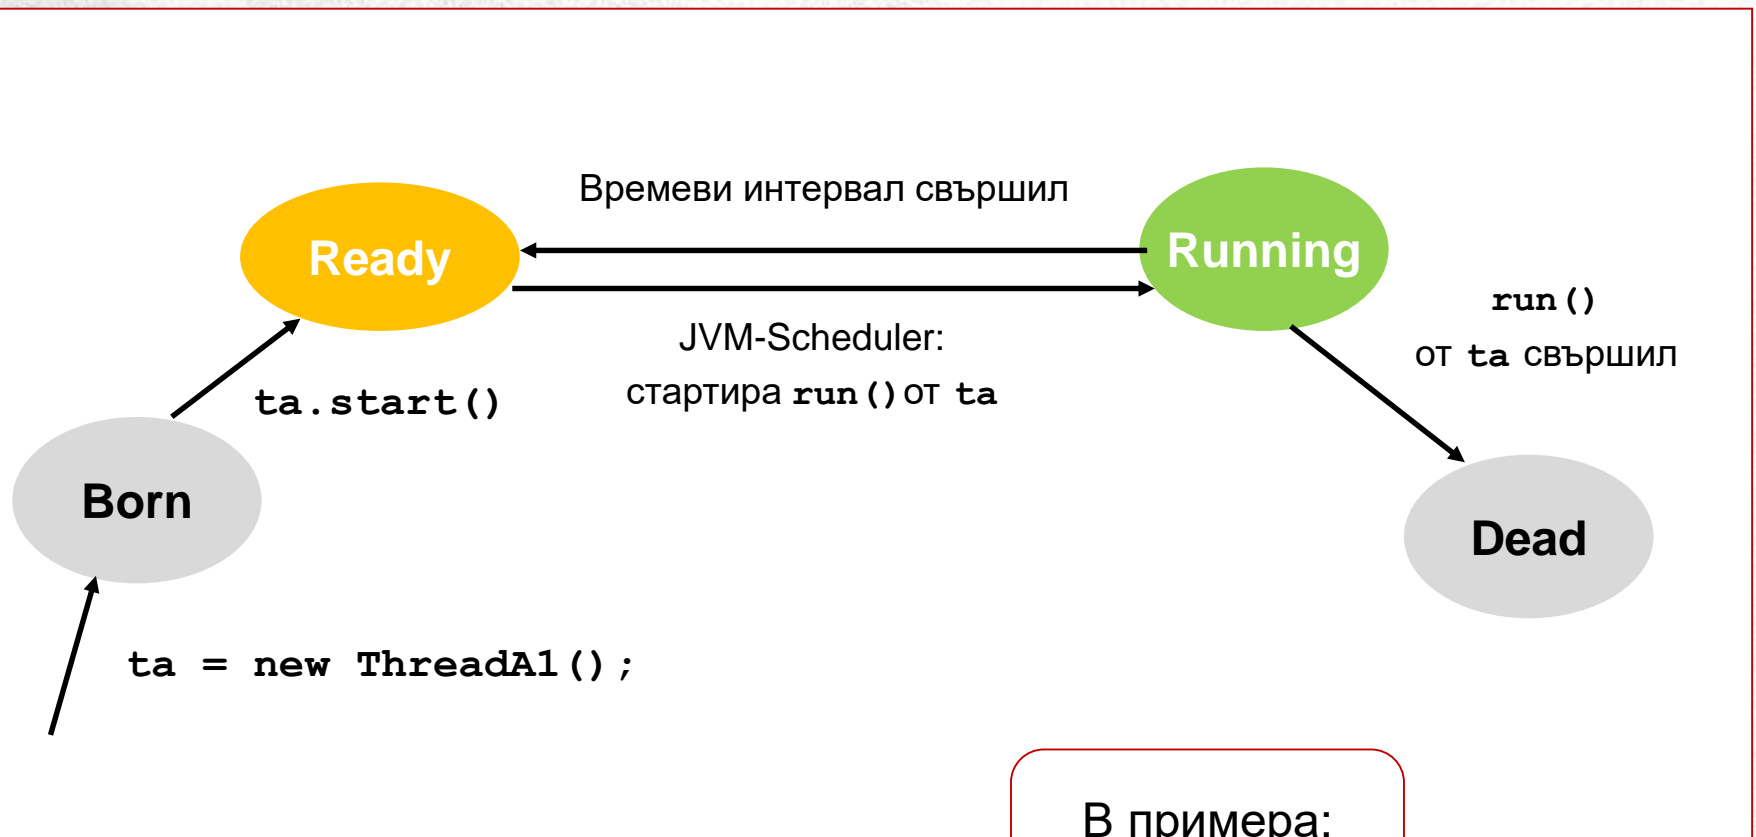 Времеви интервал свършил
Ready
Running
run()
от ta свършил
JVM-Scheduler:
стартира run()от ta
ta.start()
Born
Dead
ta = new ThreadA1();
В примера: